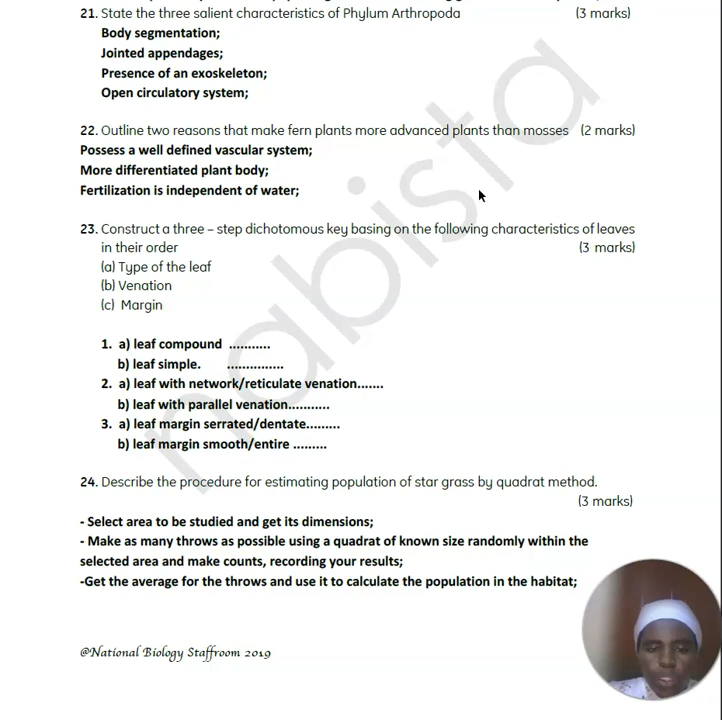 21. State the three salient characteristics of Phylum Arthropoda (3 marks)
Body segmentation;
Jointed appendages;
Presence of an exoskeleton;
Open circulatory system;
22. Outline two reasons that make fern plants more advanced plants than mosses (2 marks)
Possess a well defined vascular system;
More differentiated plant body;
Fertilization is independent of water;
23. Construct a three – step dichotomous key basing on the following characteristics of leaves
in their order (3 marks)
(a) Type of the leaf
(b) Venation
(c) Margin
1. a) leaf compound ...........
b) leaf simple. ...............
2. a) leaf with network/reticulate venation.......
b) leaf with parallel venation...........
3. a) leaf margin serrated/dentate.........
b) leaf margin smooth/entire .........
24. Describe the procedure for estimating population of star grass by quadrat method.
(3 marks)
- Select area to be studied and get its dimensions;
- Make as many throws as possible using a quadrat of known size randomly within the
selected area and make counts, recording your results;
-Get the average for the throws and use it to calculate the population in the habitat;
@National Biology Staffroom 2019
nabista